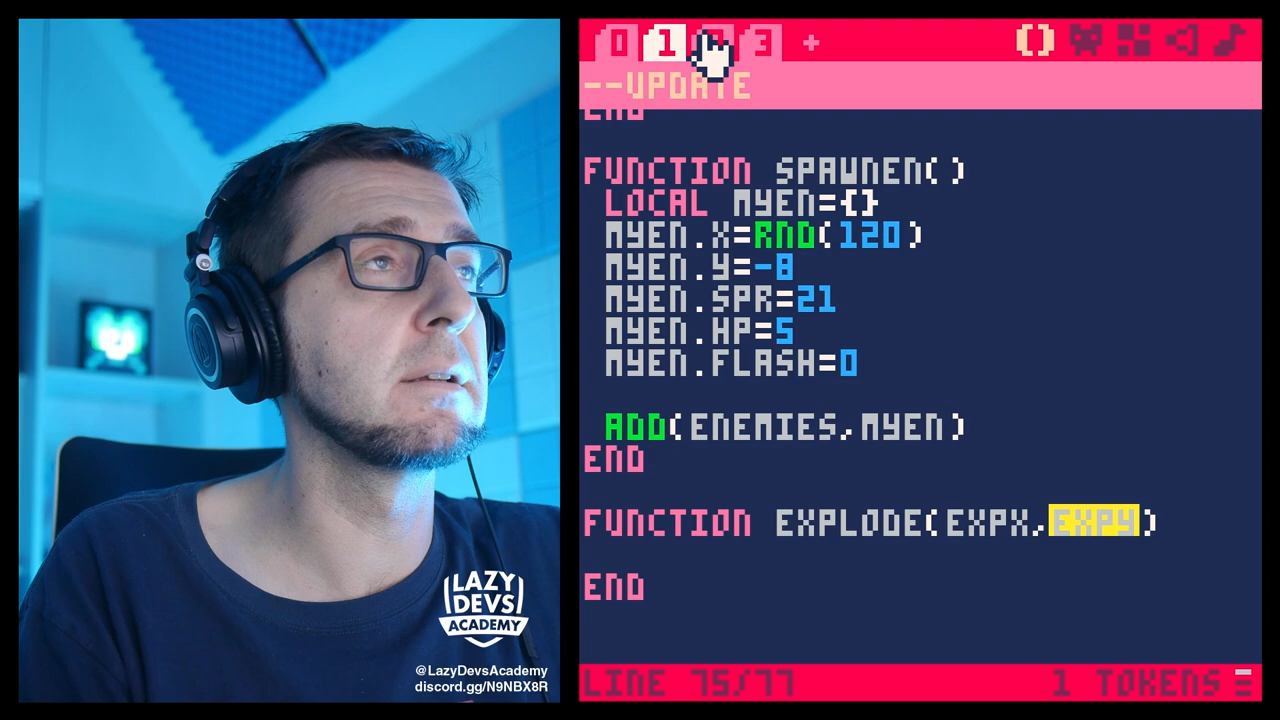 0 1 2 3 +
--UPDATE
END
FUNCTION SPAWNEN()
LOCAL MYEN={}
MYEN.X=RND(120)
MYEN.Y=-8
MYEN.SPR=21
MYEN.HP=5
MYEN.FLASH=0
ADD(ENEMIES,MYEN)
END
FUNCTION EXPLODE(EXPX,EXPY)
END
LINE 75/77
1 TOKENS
LAZY
DEVS
ACADEMY
@LazyDevsAcademy
discord.gg/N9NBX8R